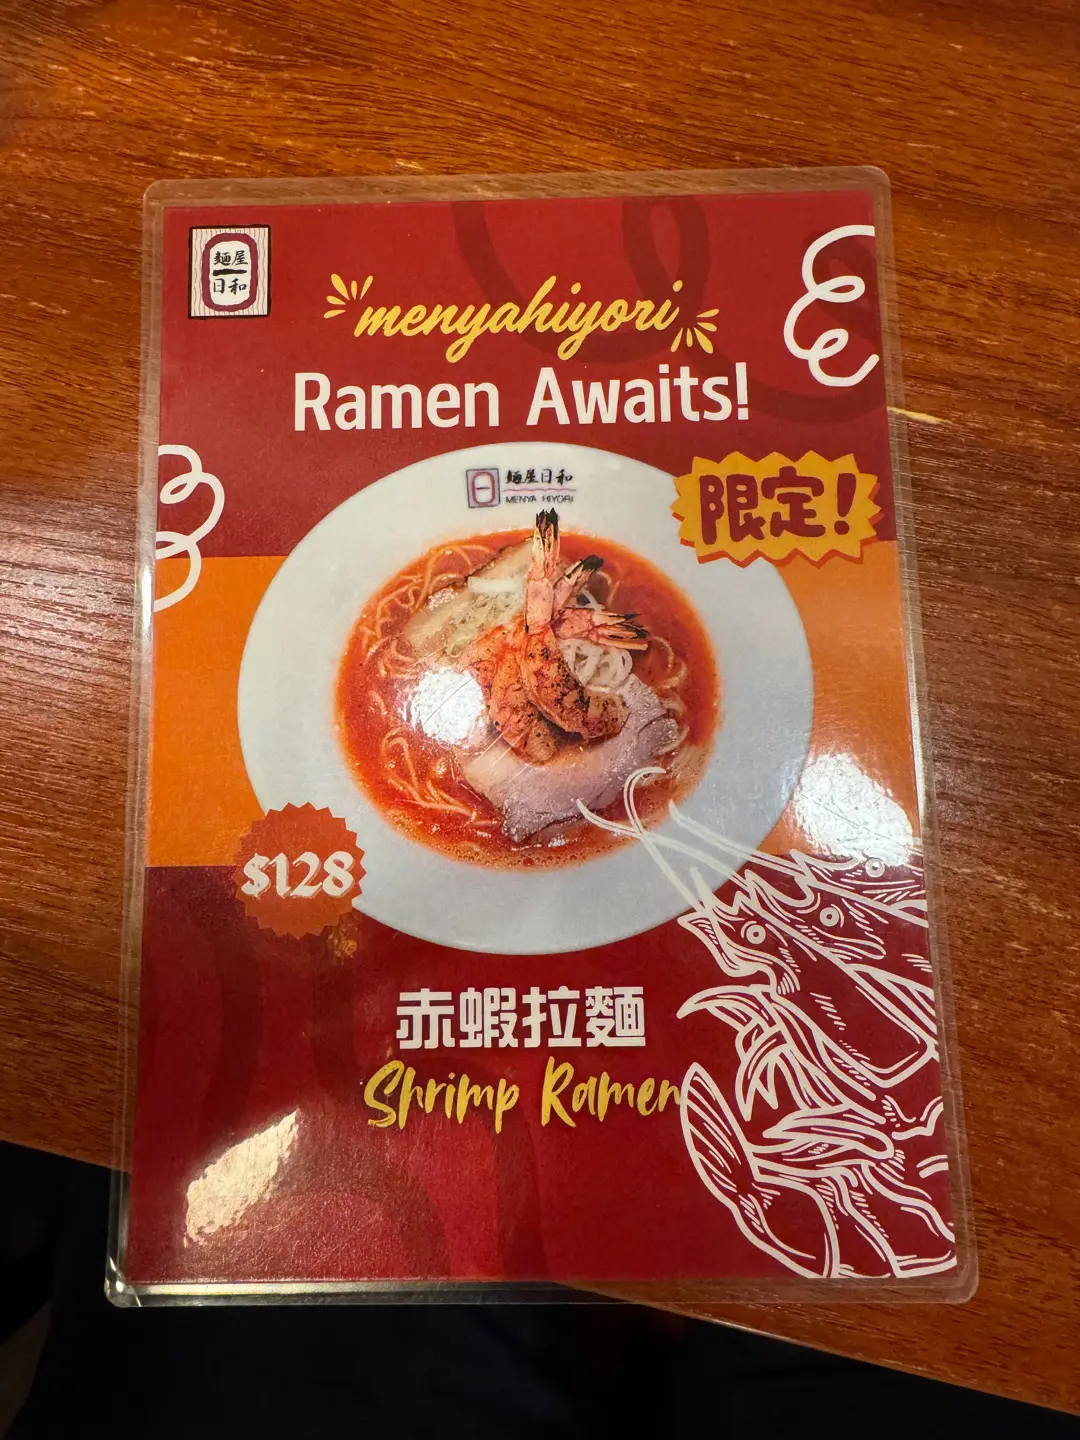 麵屋
日和
menyahiyori
Ramen Awaits!
麵屋日和
MENYA HIYORI
限定!
$128
赤蝦拉麵
Shrimp Ramen